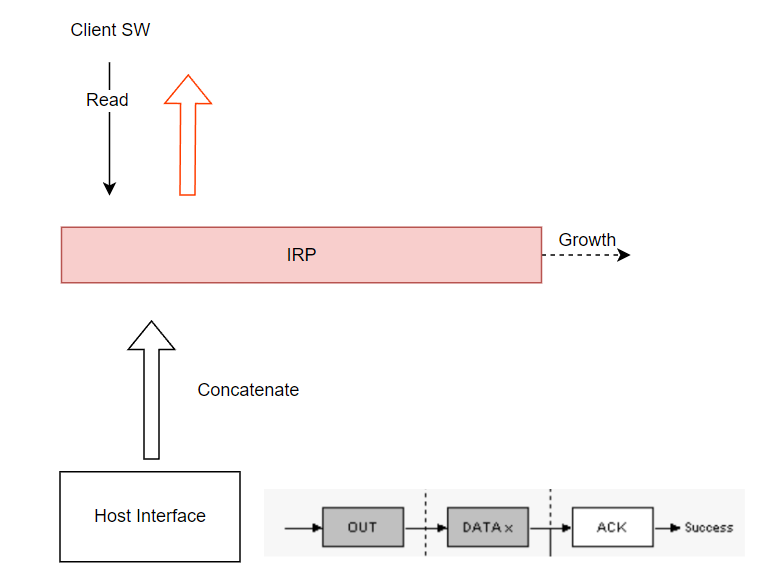 Client SW
Read
Growth
IRP
Concatenate
Host Interface
OUT
DATAx
ACK
Success